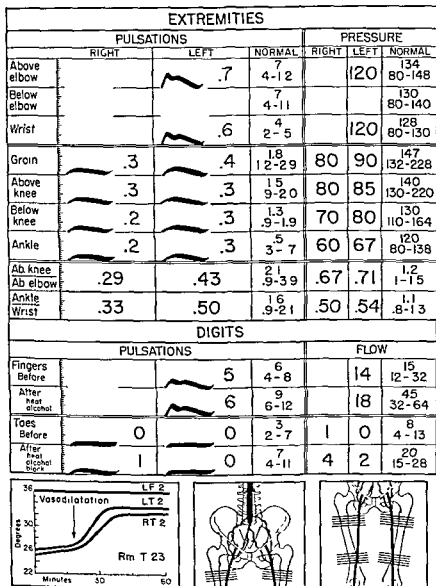 EXTREMITIES
PULSATIONS PRESSURE
RIGHT LEFT NORMAL RIGHT LEFT NORMAL
Above elbow .7 .7 4-12 120 134 80-148
Below elbow .7 4-11 130 80-140
Wrist .6 .4 2-5 120 128 80-130
Groin .3 .4 1.8 1.2-2.9 80 90 147 132-228
Above knee .3 .3 1.5 .9-2.0 80 85 140 130-220
Below knee .2 .3 1.3 .9-1.9 70 80 130 110-164
Ankle .2 .3 .5 .3-.7 60 67 120 80-138
Ab. knee Ab elbow .29 .43 2.1 .9-3.9 .67 .71 1.2 1-1.5
Ankle Wrist .33 .50 1.6 .9-2.1 .50 .54 1.1 .8-1.3
DIGITS
PULSATIONS FLOW
Fingers Before 5 6 4-8 14 15 12-32
After heat alcohol 6 9 6-12 18 45 32-64
Toes Before 0 0 3 2-7 1 0 8 4-13
After heat alcohol block 1 0 7 4-11 4 2 20 15-28
36 LF 2
Vasodilatation LT 2
RT 2
Degrees
26
Rm T 23
22
Minutes 30 60